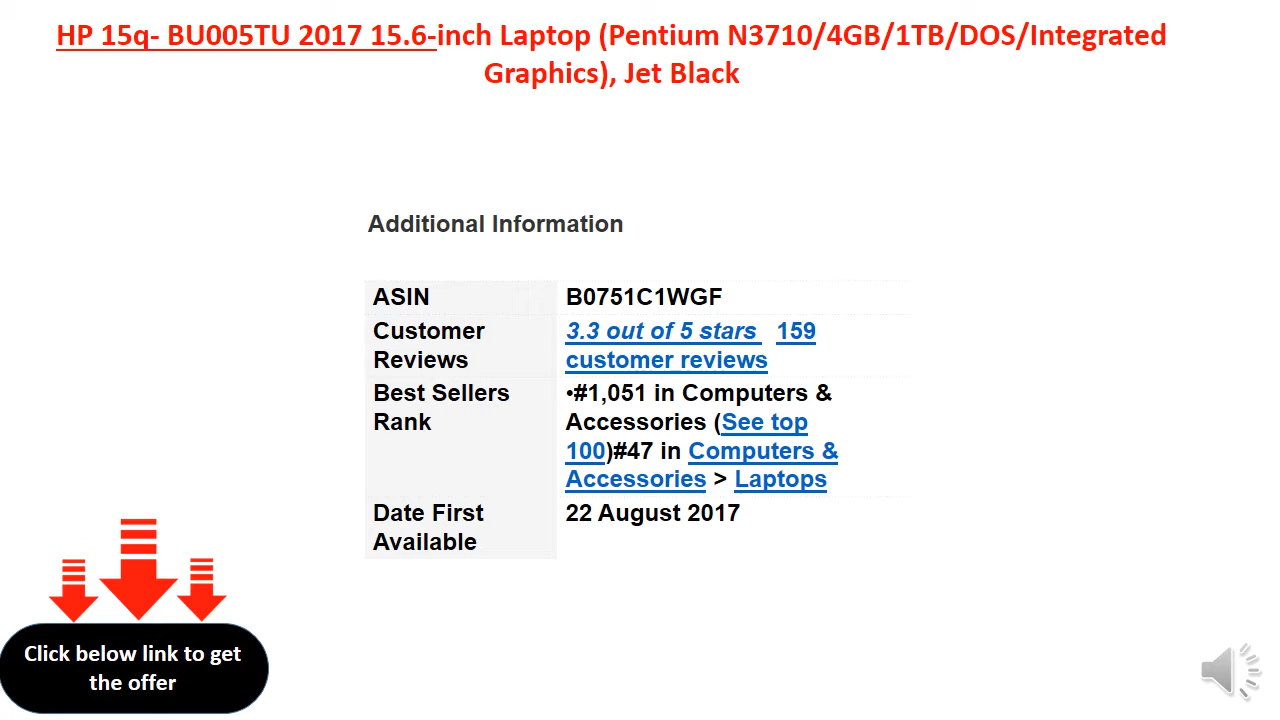 HP 15q- BU005TU 2017 15.6-inch Laptop (Pentium N3710/4GB/1TB/DOS/Integrated
Graphics), Jet Black
Additional Information
ASIN B0751C1WGF
Customer 3.3 out of 5 stars 159
Reviews customer reviews
Best Sellers •#1,051 in Computers &
Rank Accessories (See top
100)#47 in Computers &
Accessories > Laptops
Date First 22 August 2017
Available
Click below link to get
the offer